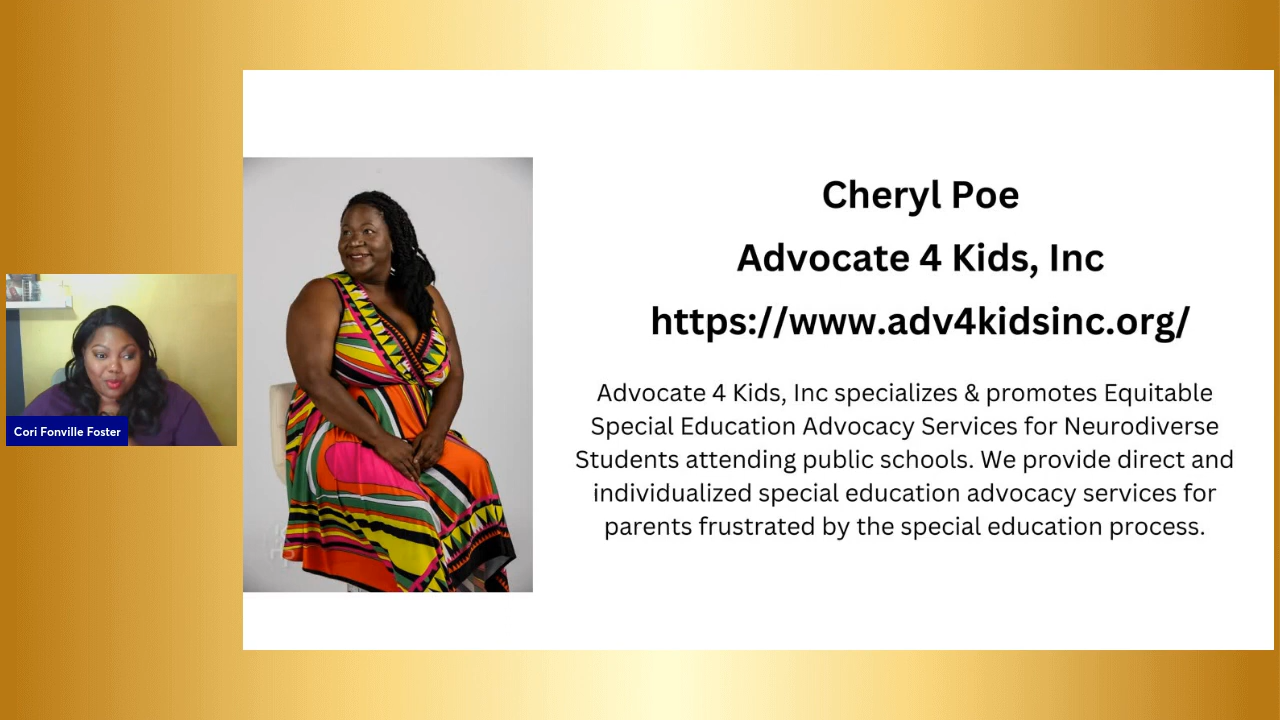 Cheryl Poe
Advocate 4 Kids, Inc
https://www.adv4kidsinc.org/
Advocate 4 Kids, Inc specializes & promotes Equitable
Special Education Advocacy Services for Neurodiverse
Students attending public schools. We provide direct and
individualized special education advocacy services for
parents frustrated by the special education process.
Cori Fonville Foster